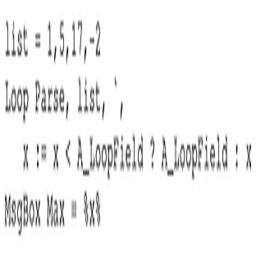 list = 1,5,17,-2
Loop Parse, list, `,
x := x < A_LoopField ? A_LoopField : x
MsgBox Max = %x%